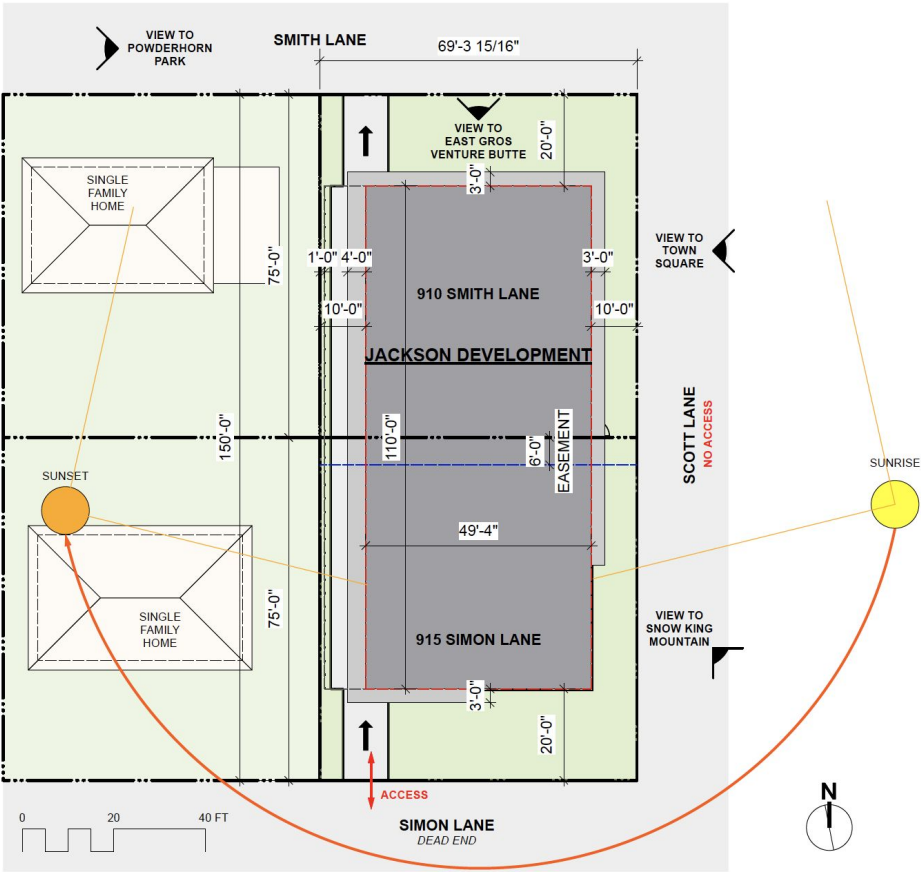 VIEW TO
POWDERHORN
PARK
SMITH LANE
69'-3 15/16"
VIEW TO
EAST GROS
VENTURE BUTTE
20'-0"
3'-0"
SINGLE
FAMILY
HOME
75'-0"
1'-0"
4'-0"
3'-0"
VIEW TO
TOWN
SQUARE
10'-0"
910 SMITH LANE
10'-0"
JACKSON DEVELOPMENT
150'-0"
110'-0"
6'-0"
EASEMENT
SCOTT LANE
NO ACCESS
SUNSET
SUNRISE
49'-4"
SINGLE
FAMILY
HOME
75'-0"
915 SIMON LANE
VIEW TO
SNOW KING
MOUNTAIN
3'-0"
20'-0"
ACCESS
0 20 40 FT
SIMON LANE
DEAD END
N